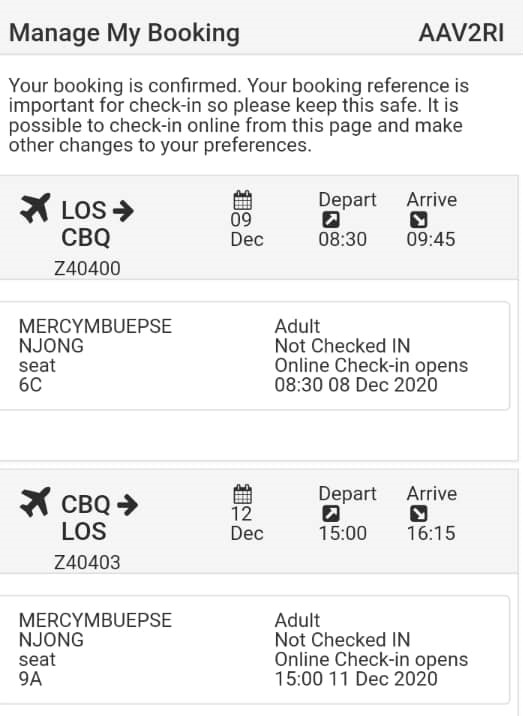 Manage My Booking AAV2RI
Your booking is confirmed. Your booking reference is
important for check-in so please keep this safe. It is
possible to check-in online from this page and make
other changes to your preferences.
LOS
CBQ
Z40400
09
Dec
Depart
08:30
Arrive
09:45
MERCYMBUEPSE
NJONG
seat
6C
Adult
Not Checked IN
Online Check-in opens
08:30 08 Dec 2020
CBQ
LOS
Z40403
12
Dec
Depart
15:00
Arrive
16:15
MERCYMBUEPSE
NJONG
seat
9A
Adult
Not Checked IN
Online Check-in opens
15:00 11 Dec 2020